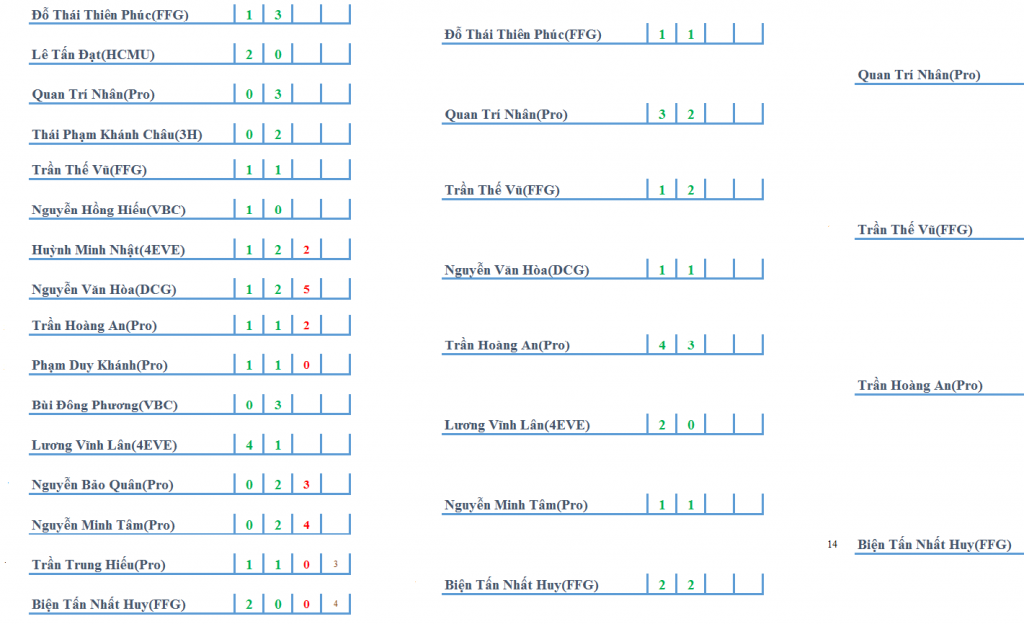 Đỗ Thái Thiên Phúc(FFG) 1 3
Lê Tấn Đạt(HCMU) 2 0
Quan Trí Nhân(Pro) 0 3
Thái Phạm Khánh Châu(3H) 0 2
Trần Thế Vũ(FFG) 1 1
Nguyễn Hồng Hiếu(VBC) 1 0
Huỳnh Minh Nhật(4EVE) 1 2 2
Nguyễn Văn Hòa(DCG) 1 2 5
Trần Hoàng An(Pro) 1 1 2
Phạm Duy Khánh(Pro) 1 1 0
Bùi Đông Phương(VBC) 0 3
Lương Vĩnh Lân(4EVE) 4 1
Nguyễn Bảo Quân(Pro) 0 2 3
Nguyễn Minh Tâm(Pro) 0 2 4
Trần Trung Hiếu(Pro) 1 1 0 3
Biện Tấn Nhất Huy(FFG) 2 0 0 4
Đỗ Thái Thiên Phúc(FFG) 1 1
Quan Trí Nhân(Pro) 3 2
Trần Thế Vũ(FFG) 1 2
Nguyễn Văn Hòa(DCG) 1 1
Trần Hoàng An(Pro) 4 3
Lương Vĩnh Lân(4EVE) 2 0
Nguyễn Minh Tâm(Pro) 1 1
Biện Tấn Nhất Huy(FFG) 2 2
Quan Trí Nhân(Pro)
Trần Thế Vũ(FFG)
Trần Hoàng An(Pro)
14 Biện Tấn Nhất Huy(FFG)